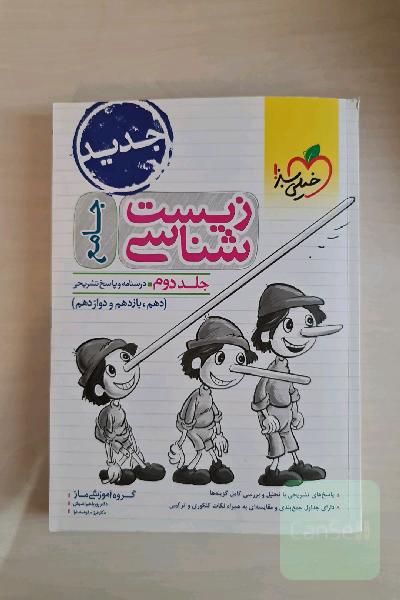 جدید
خیلی سبز
زیست
شناسی
جامع
جلد دوم • درسنامه و پاسخ تشریحی
(دهم، یازدهم و دوازدهم)
گروه آموزشی ماز
پاسخ‌های تشریحی با تحلیل و بررسی کامل گزینه‌ها
دارای جداول جمع‌بندی و مقایسه‌ای به همراه نکات کنکوری و ترکیبی